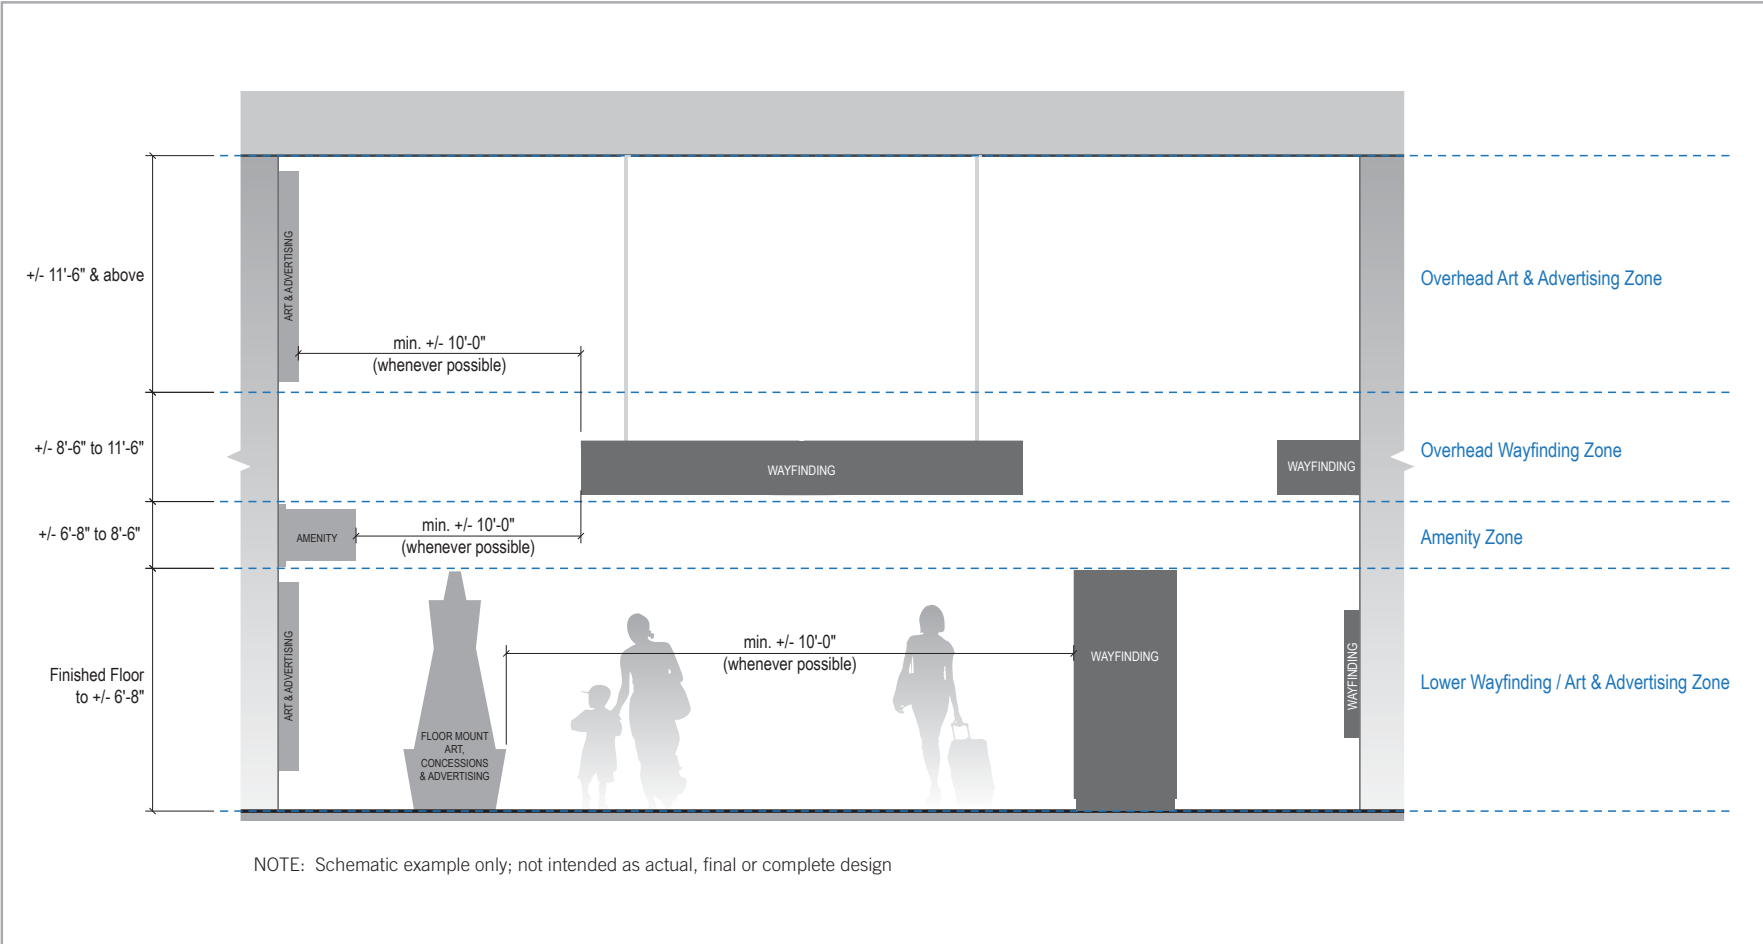 +/- 11'-6" & above
ART & ADVERTISING
min. +/- 10'-0"
(whenever possible)
Overhead Art & Advertising Zone
+/- 8'-6" to 11'-6"
WAYFINDING
WAYFINDING
Overhead Wayfinding Zone
+/- 6'-8" to 8'-6"
AMENITY
min. +/- 10'-0"
(whenever possible)
Amenity Zone
Finished Floor
to +/- 6'-8"
ART & ADVERTISING
FLOOR MOUNT
ART,
CONCESSIONS
& ADVERTISING
min. +/- 10'-0"
(whenever possible)
WAYFINDING
WAYFINDING
Lower Wayfinding / Art & Advertising Zone
NOTE: Schematic example only; not intended as actual, final or complete design